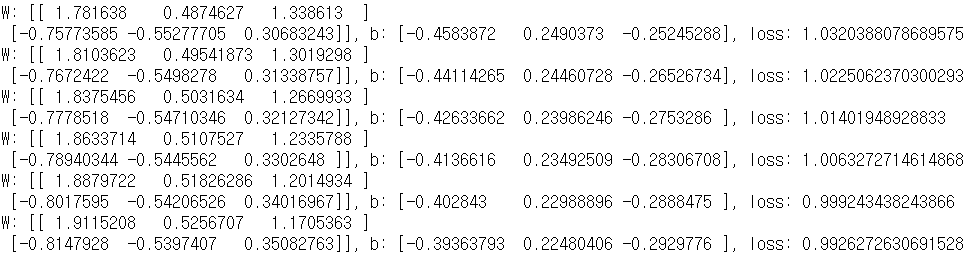 W: [[ 1.781638    0.4874627   1.338613  ]
 [-0.75773585 -0.55277705  0.30683243]], b: [-0.4583872   0.2490373  -0.25245288], loss: 1.0320388078689575
W: [[ 1.8103623   0.49541873  1.3019298 ]
 [-0.7672422  -0.5498278   0.31338757]], b: [-0.44114265  0.24460728 -0.26526734], loss: 1.0225062370300293
W: [[ 1.8375456   0.5031634   1.2669933 ]
 [-0.7778518  -0.54710346  0.32127342]], b: [-0.42633662  0.23986246 -0.2753286 ], loss: 1.01401948928833
W: [[ 1.8633714   0.5107527   1.2335788 ]
 [-0.78940344 -0.5445562   0.3302648 ]], b: [-0.4136616   0.23492509 -0.28306708], loss: 1.0063272714614868
W: [[ 1.8879722   0.51826286  1.2014934 ]
 [-0.8017595  -0.54206526  0.34016967]], b: [-0.402843    0.22988896 -0.2888475 ], loss: 0.999243438243866
W: [[ 1.9115208   0.5256707   1.1705363 ]
 [-0.8147928  -0.5397407   0.35082763]], b: [-0.39363793  0.22480406 -0.2929776 ], loss: 0.9926272630691528